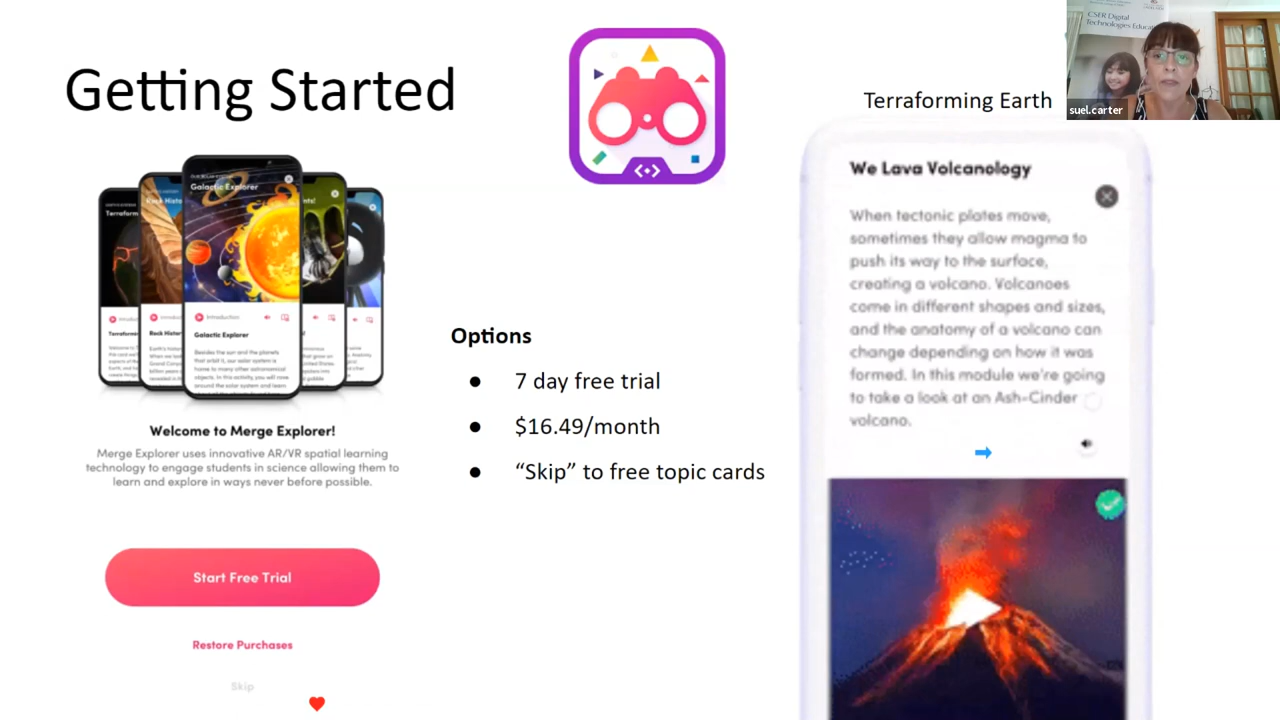 Getting Started
Terraforming Earth
CSER Digital
suel.carter
Galactic Explorer
Introduction
Galactic Explorer
Welcome to Merge Explorer!
Merge Explorer uses innovative AR/VR spatial learning
technology to engage students in science allowing them to
learn and explore in ways never before possible.
Start Free Trial
Restore Purchases
Skip
Options
● 7 day free trial
● $16.49/month
● “Skip” to free topic cards
We Lava Volcanology
When tectonic plates move,
sometimes they allow magma to
push its way to the surface,
creating a volcano. Volcanoes
come in different shapes and sizes,
and the anatomy of a volcano can
change depending on how it was
formed. In this module we're going
to take a look at an Ash-Cinder
volcano.